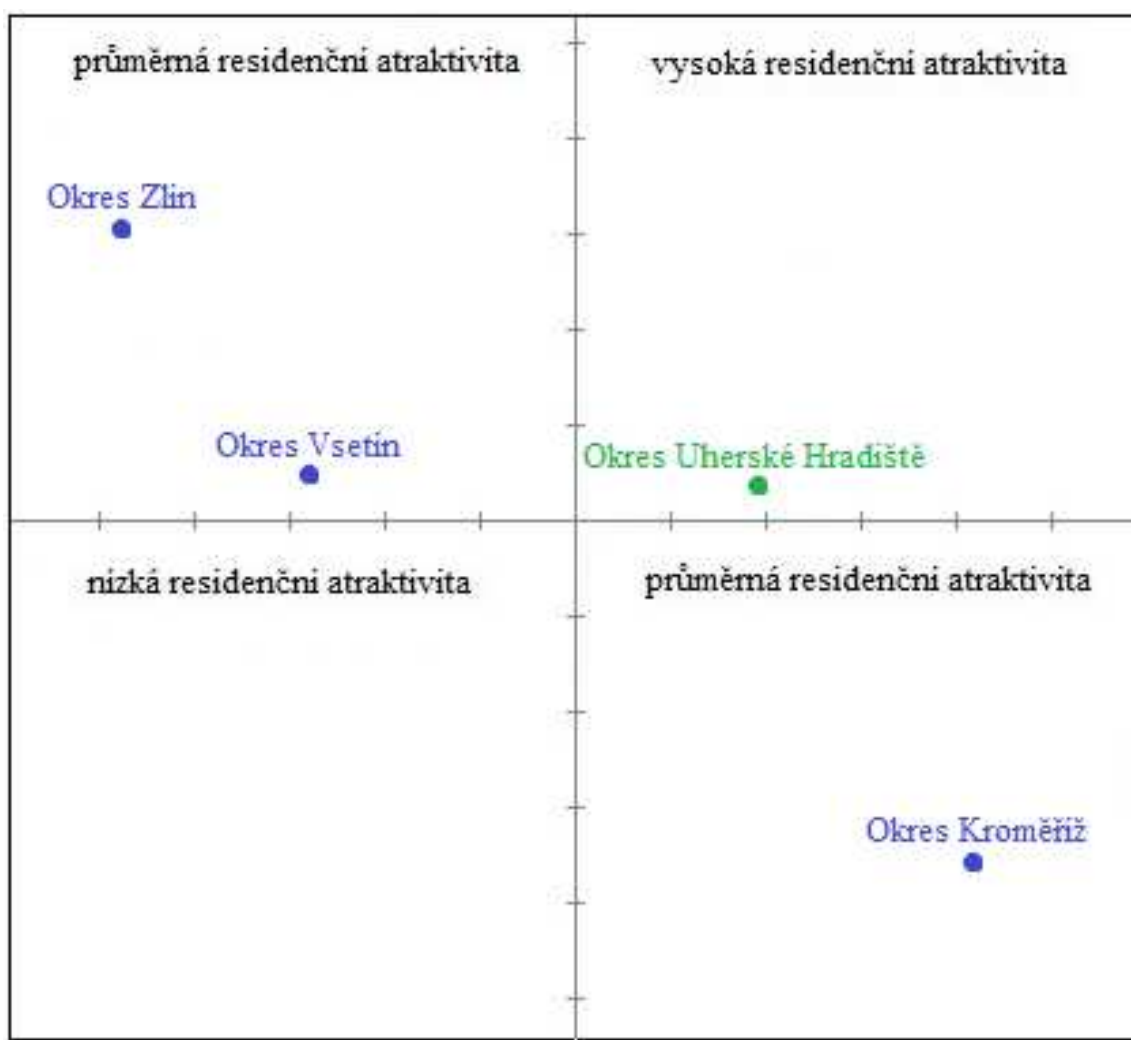 průměrná residenční atraktivita
vysoká residenční atraktivita
Okres Zlín
Okres Vsetín
Okres Uherské Hradiště
nízká residenční atraktivita
průměrná residenční atraktivita
Okres Kroměříž